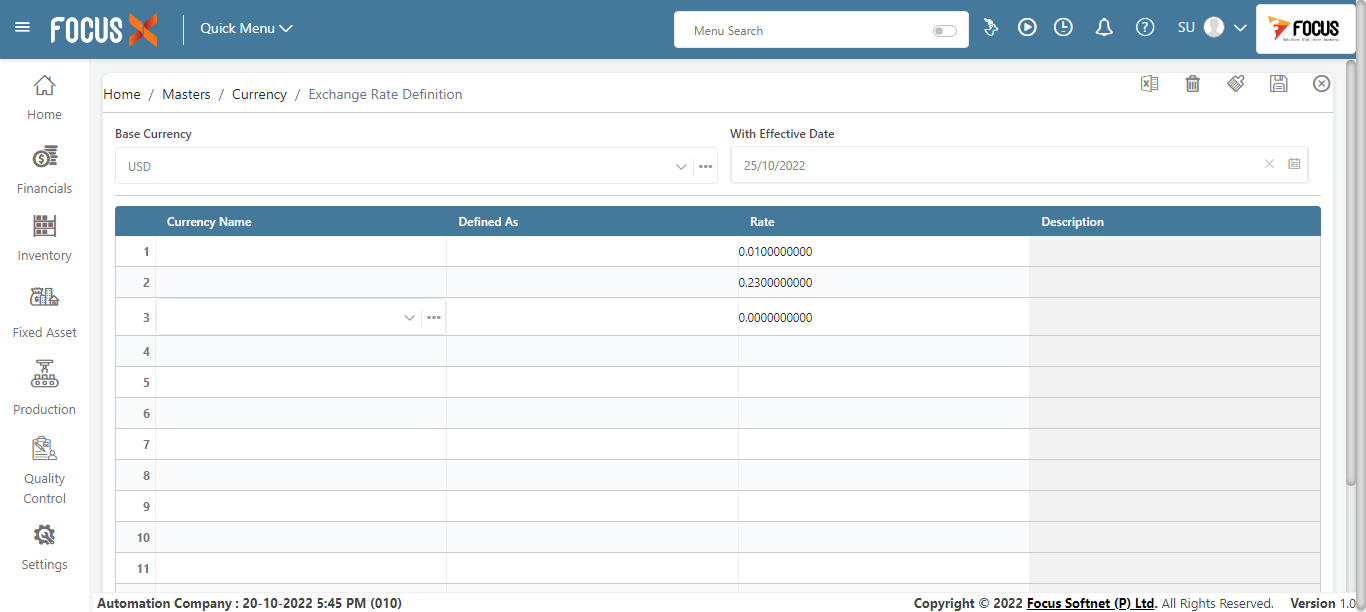 FOCUS X Quick Menu Menu Search SU FOCUS
Home / Masters / Currency / Exchange Rate Definition
Base Currency With Effective Date
USD 25/10/2022
Currency Name Defined As Rate Description
1 0.0100000000
2 0.2300000000
3 0.0000000000
4
5
6
7
8
9
10
11
Home
Financials
Inventory
Fixed Asset
Production
Quality
Control
Settings
Automation Company : 20-10-2022 5:45 PM (010) Copyright © 2022 Focus Softnet (P) Ltd. All Rights Reserved. Version 1.0